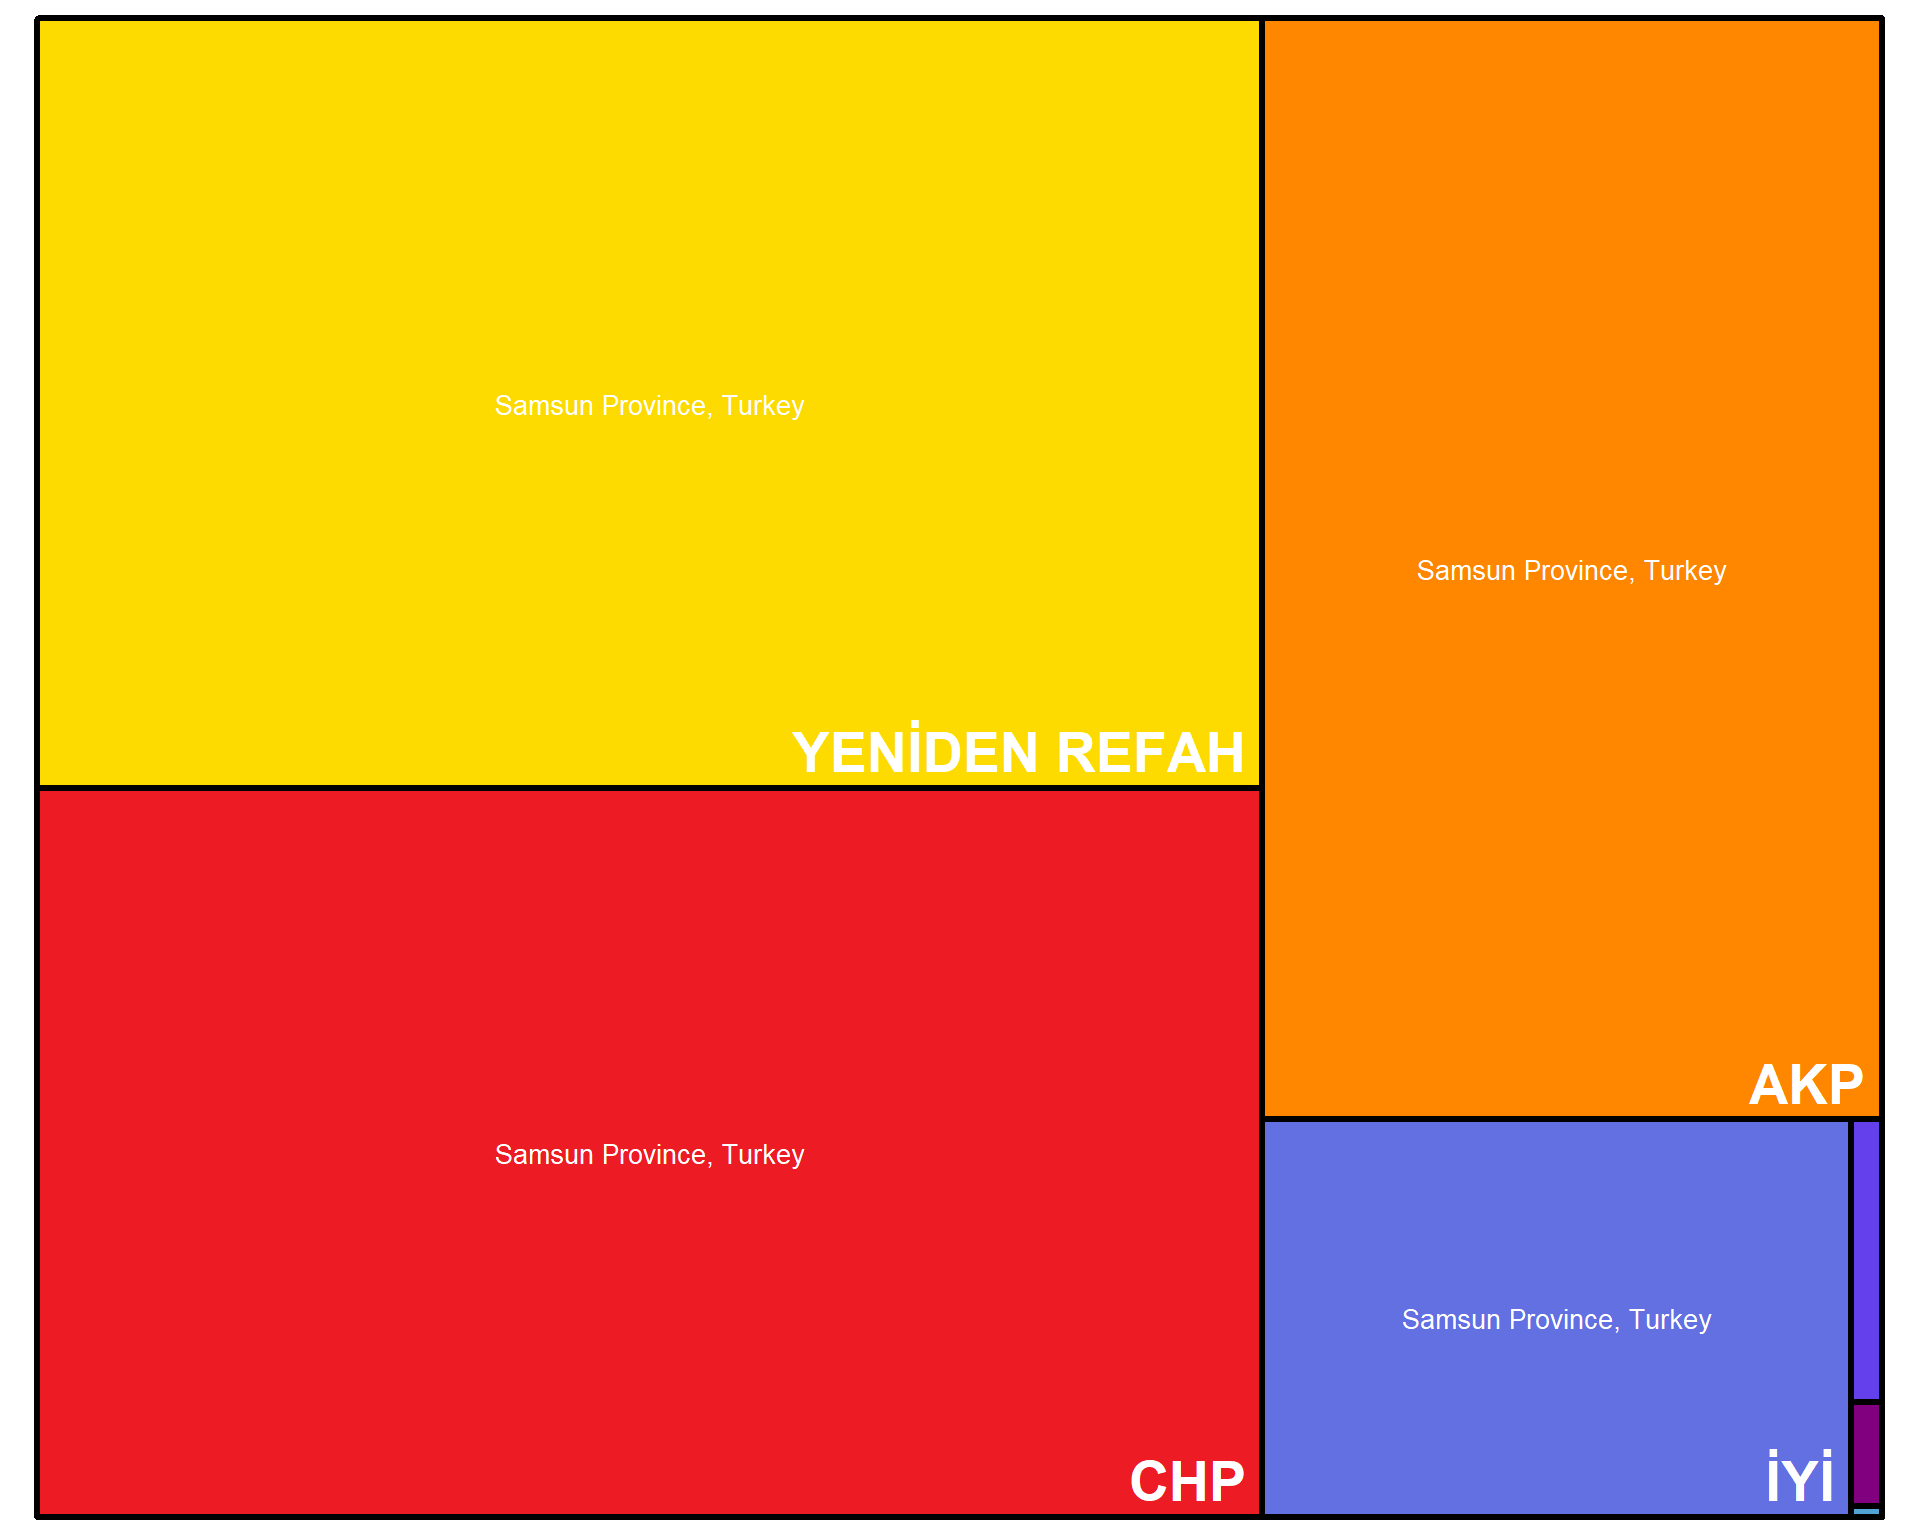 Samsun Province, Turkey
YENİDEN REFAH
Samsun Province, Turkey
AKP
Samsun Province, Turkey
CHP
Samsun Province, Turkey
İYİ